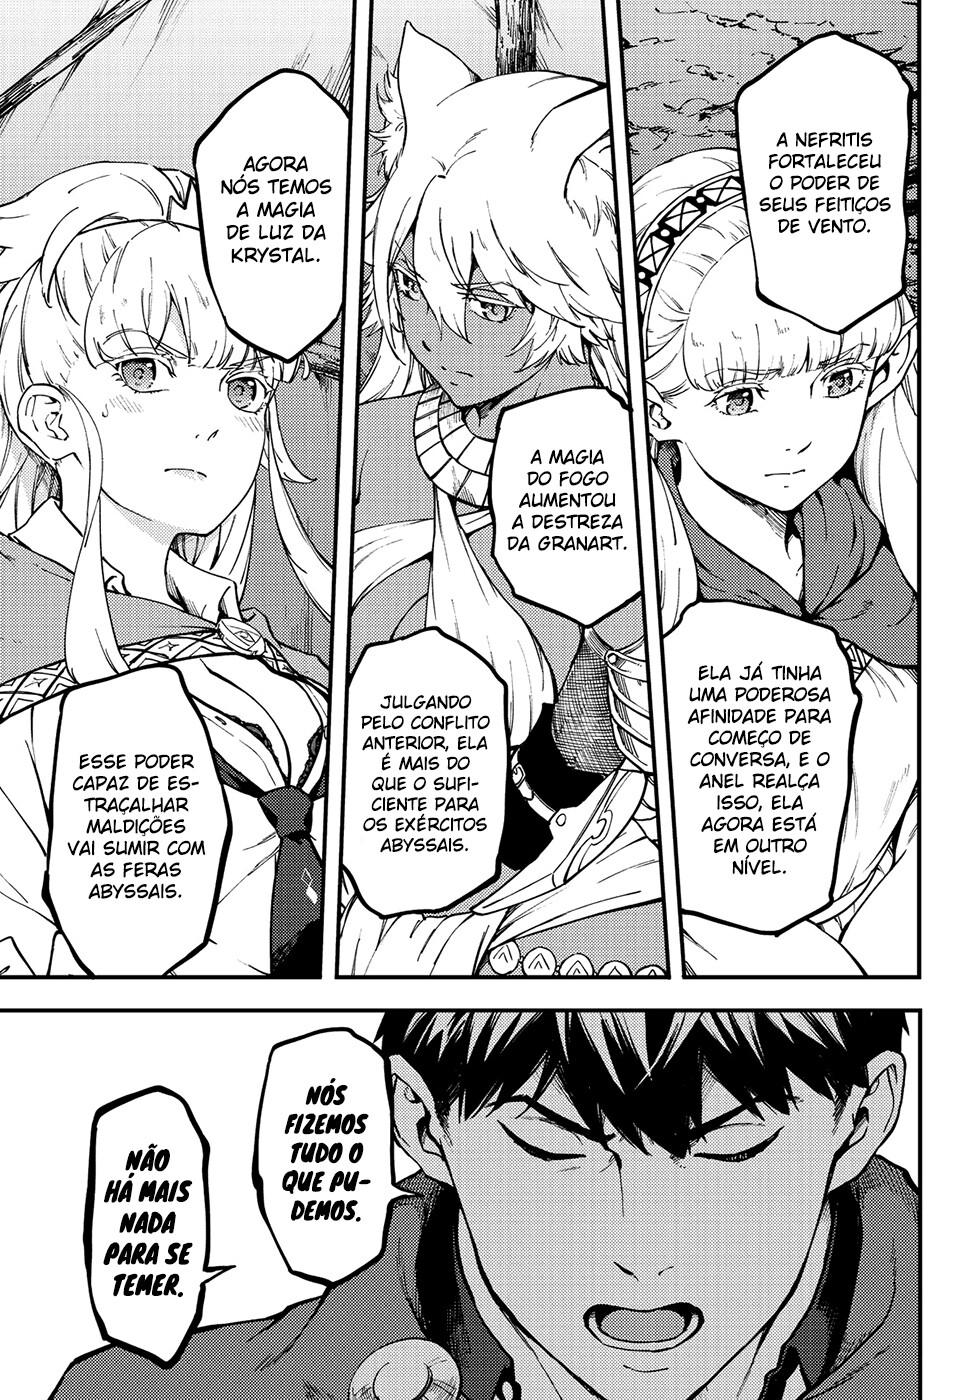 A NEFRITIS
FORTALECEU
O PODER DE
SEUS FEITIÇOS
DE VENTO.
ELA JÁ TINHA
UMA PODEROSA
AFINIDADE PARA
COMEÇO DE
CONVERSA, E O
ANEL REALÇA
ISSO, ELA
AGORA ESTÁ
EM OUTRO
NÍVEL.
A MAGIA
DO FOGO
AUMENTOU
A DESTREZA
DA GRANART.
JULGANDO
PELO CONFLITO
ANTERIOR, ELA
É MAIS DO
QUE O SUFI-
CIENTE PARA
OS EXÉRCITOS
ABYSSAIS.
AGORA
NÓS TEMOS
A MAGIA
DE LUZ DA
KRYSTAL.
ESSE PODER
CAPAZ DE ES-
TRAÇALHAR
MALDIÇÕES
VAI SUMIR COM
AS FERAS
ABYSSAIS.
NÓS
FIZEMOS
TUDO O
QUE PU-
DEMOS.
NÃO
HÁ MAIS
NADA
PARA SE
TEMER.